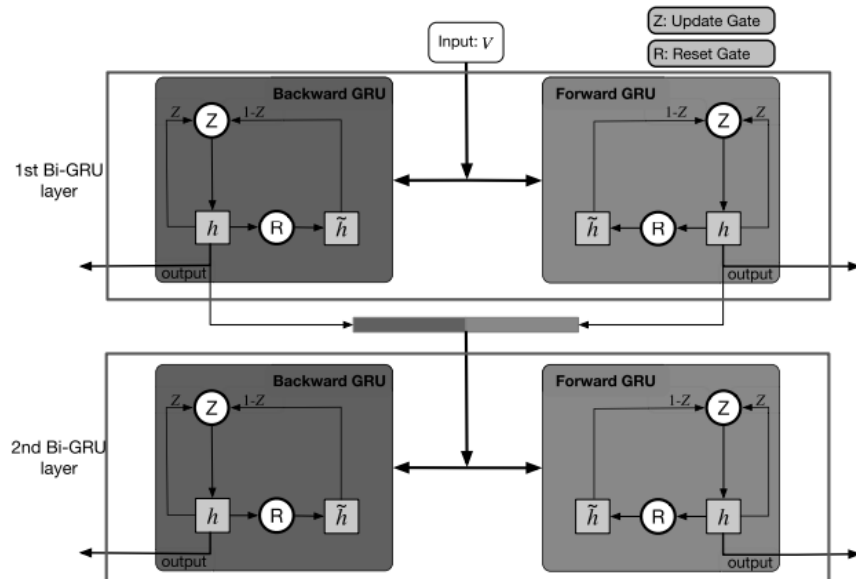 Input: V
Z: Update Gate
R: Reset Gate
Backward GRU
Forward GRU
Z
Z
1-Z
1-Z
Z
Z
1st Bi-GRU
layer
h
R
h̃
h̃
R
h
output
output
Backward GRU
Forward GRU
Z
Z
1-Z
1-Z
Z
Z
2nd Bi-GRU
layer
h
R
h̃
h̃
R
h
output
output